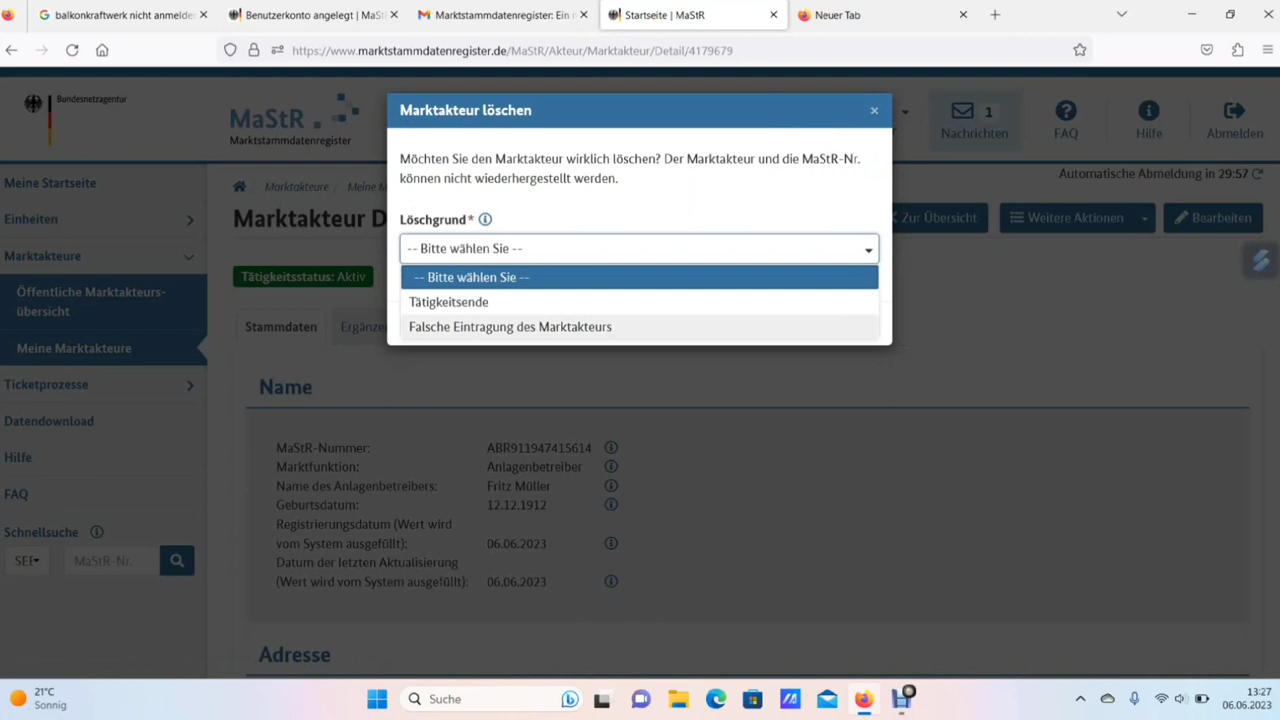 balkonkraftwerk nicht anmelde
Benutzerkonto angelegt | MaSt
Marktstammdatenregister: Ein n
Startseite | MaStR
Neuer Tab
https://www.marktstammdatenregister.de/MaStR/Akteur/Marktakteur/Detail/4179679
Bundesnetzagentur
MaStR
Marktstammdatenregister
1
Nachrichten
FAQ
Hilfe
Abmelden
Automatische Abmeldung in 29:57
Meine Startseite
Einheiten
Marktakteure
Öffentliche Marktakteurs-
übersicht
Meine Marktakteure
Ticketprozesse
Datendownload
Hilfe
FAQ
Schnellsuche
MaStR-Nr.
Marktakteure / Meine M
Marktakteur D
Zur Übersicht
Weitere Aktionen
Bearbeiten
Tätigkeitsstatus: Aktiv
Stammdaten
Ergänze
Marktakteur löschen
×
Möchten Sie den Marktakteur wirklich löschen? Der Marktakteur und die MaStR-Nr.
können nicht wiederhergestellt werden.
Löschgrund *
-- Bitte wählen Sie --
-- Bitte wählen Sie --
Tätigkeitsende
Falsche Eintragung des Marktakteurs
Name
MaStR-Nummer: ABR911947415614
Marktfunktion: Anlagenbetreiber
Name des Anlagenbetreibers: Fritz Müller
Geburtsdatum: 12.12.1912
Registrierungsdatum (Wert wird
vom System ausgefüllt): 06.06.2023
Datum der letzten Aktualisierung
(Wert wird vom System ausgefüllt): 06.06.2023
Adresse
21°C
Sonnig
Suche
13:27
06.06.2023